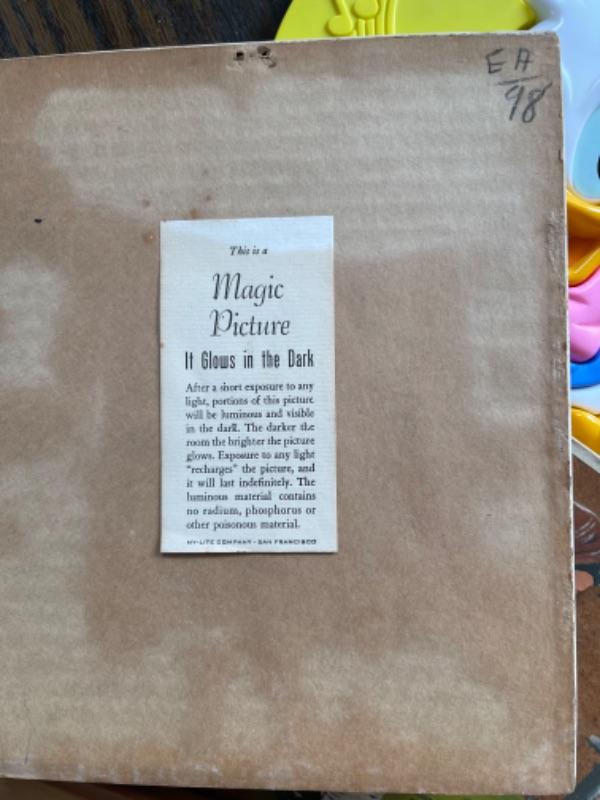 EA
98
This is a
Magic
Picture
It Glows in the Dark
After a short exposure to any
light, portions of this picture
will be luminous and visible
in the dark. The darker the
room the brighter the picture
glows. Exposure to any light
"recharges" the picture, and
it will last indefinitely. The
luminous material contains
no radium, phosphorus or
other poisonous material.
HY-LITE COMPANY - SAN FRANCISCO